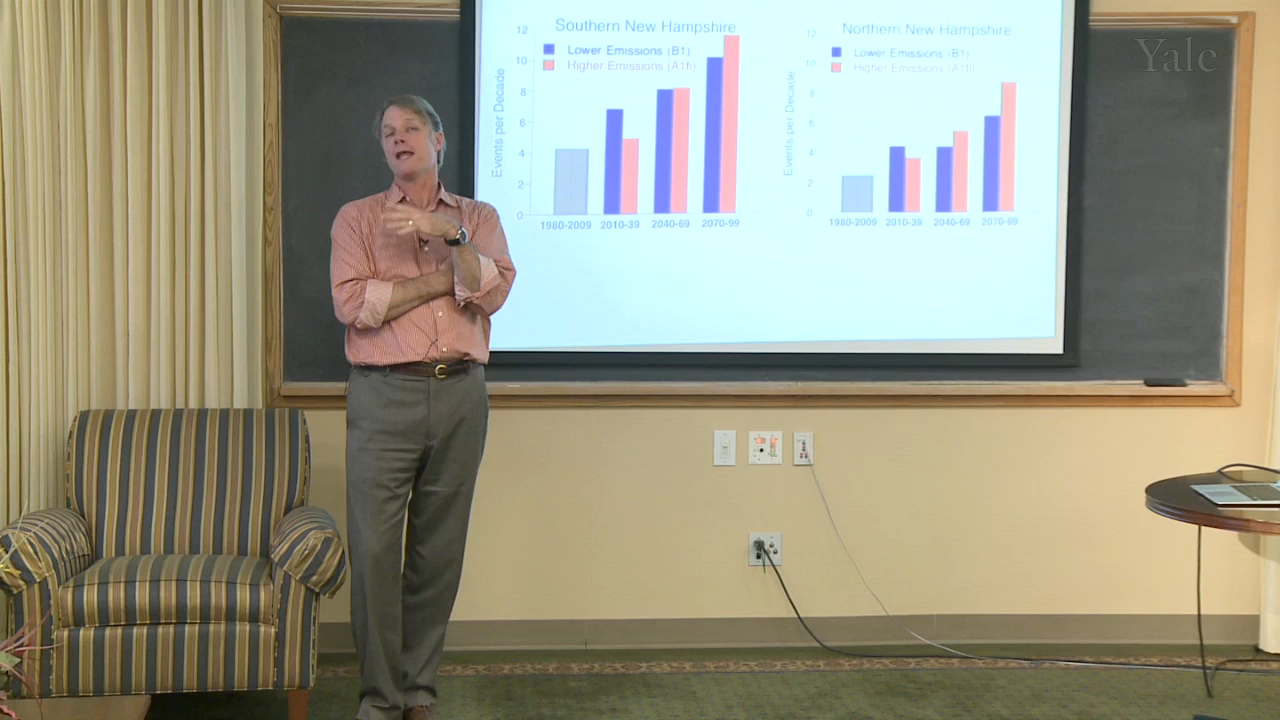 Southern New Hampshire
Lower Emissions (B1)
Higher Emissions (A1fi)
Events per Decade
12
10
8
6
4
2
0
1980-2009 2010-39 2040-69 2070-99
Northern New Hampshire
Lower Emissions (B1)
Higher Emissions (A1fi)
Events per Decade
12
10
8
6
4
2
0
1980-2009 2010-39 2040-69 2070-99
Yale